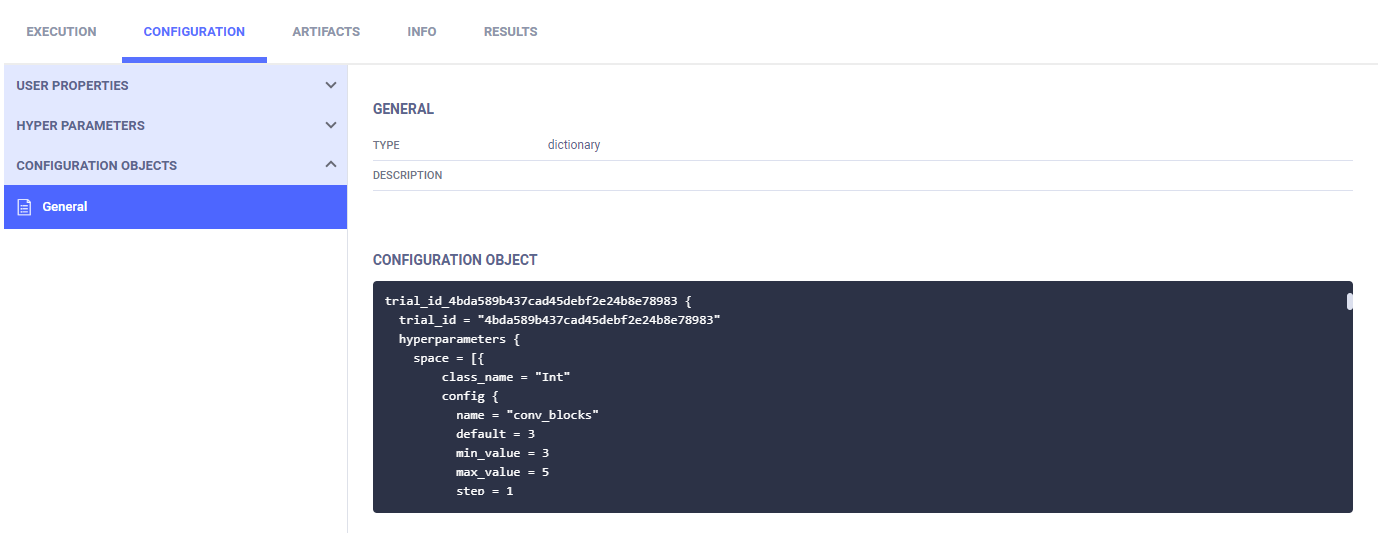 EXECUTION CONFIGURATION ARTIFACTS INFO RESULTS
USER PROPERTIES
HYPER PARAMETERS
CONFIGURATION OBJECTS
General
GENERAL
TYPE dictionary
DESCRIPTION
CONFIGURATION OBJECT
trial_id_4bda589b437cad45debf2e24b8e78983 {
  trial_id = "4bda589b437cad45debf2e24b8e78983"
  hyperparameters {
    space = [{
        class_name = "Int"
        config {
          name = "conv_blocks"
          default = 3
          min_value = 3
          max_value = 5
          step = 1